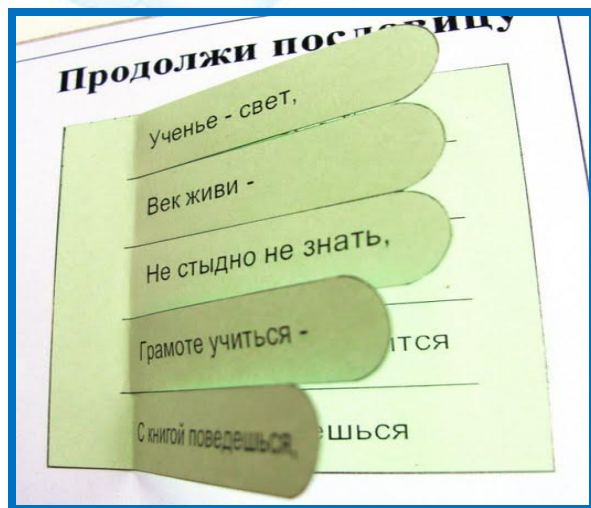 Продолжи пословицу
Ученье - свет,
Век живи -
Не стыдно не знать,
Грамоте учиться -
ится
С книгой поведешься,
ешься